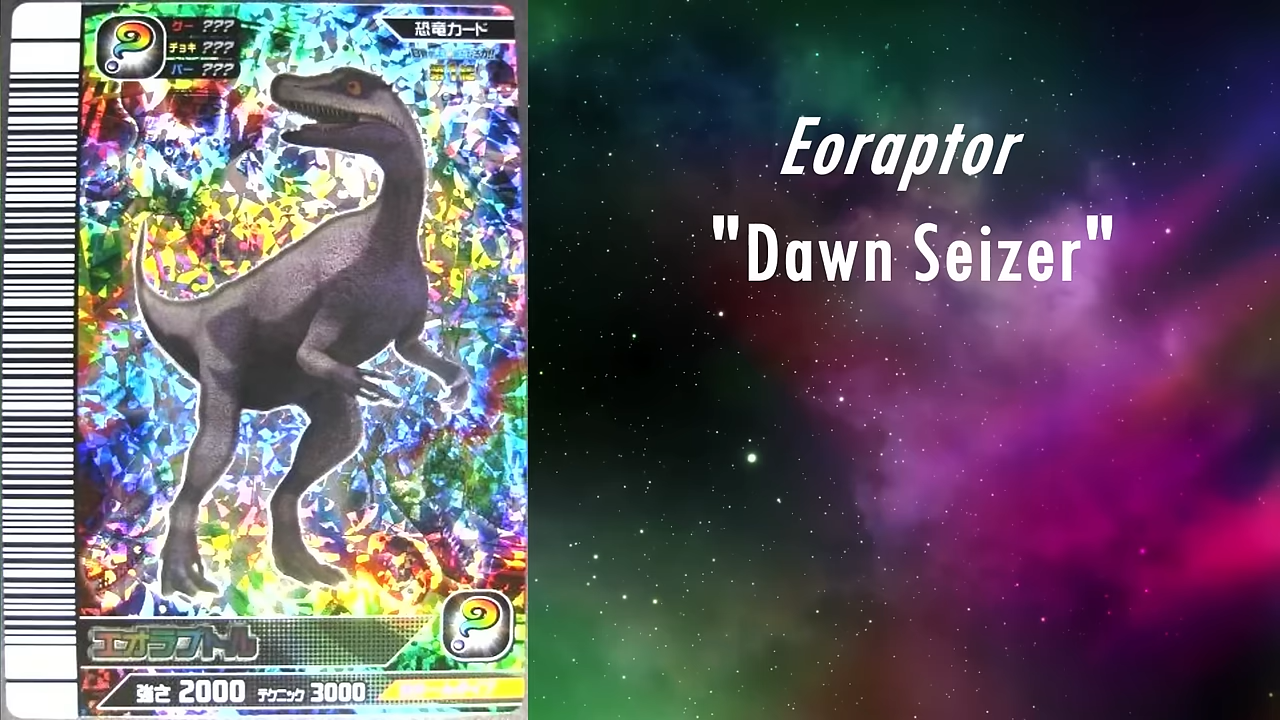 グー ???
チョキ ???
パー ???
恐竜カード
エオラプトル
強さ 2000 テクニック 3000
Eoraptor
"Dawn Seizer"